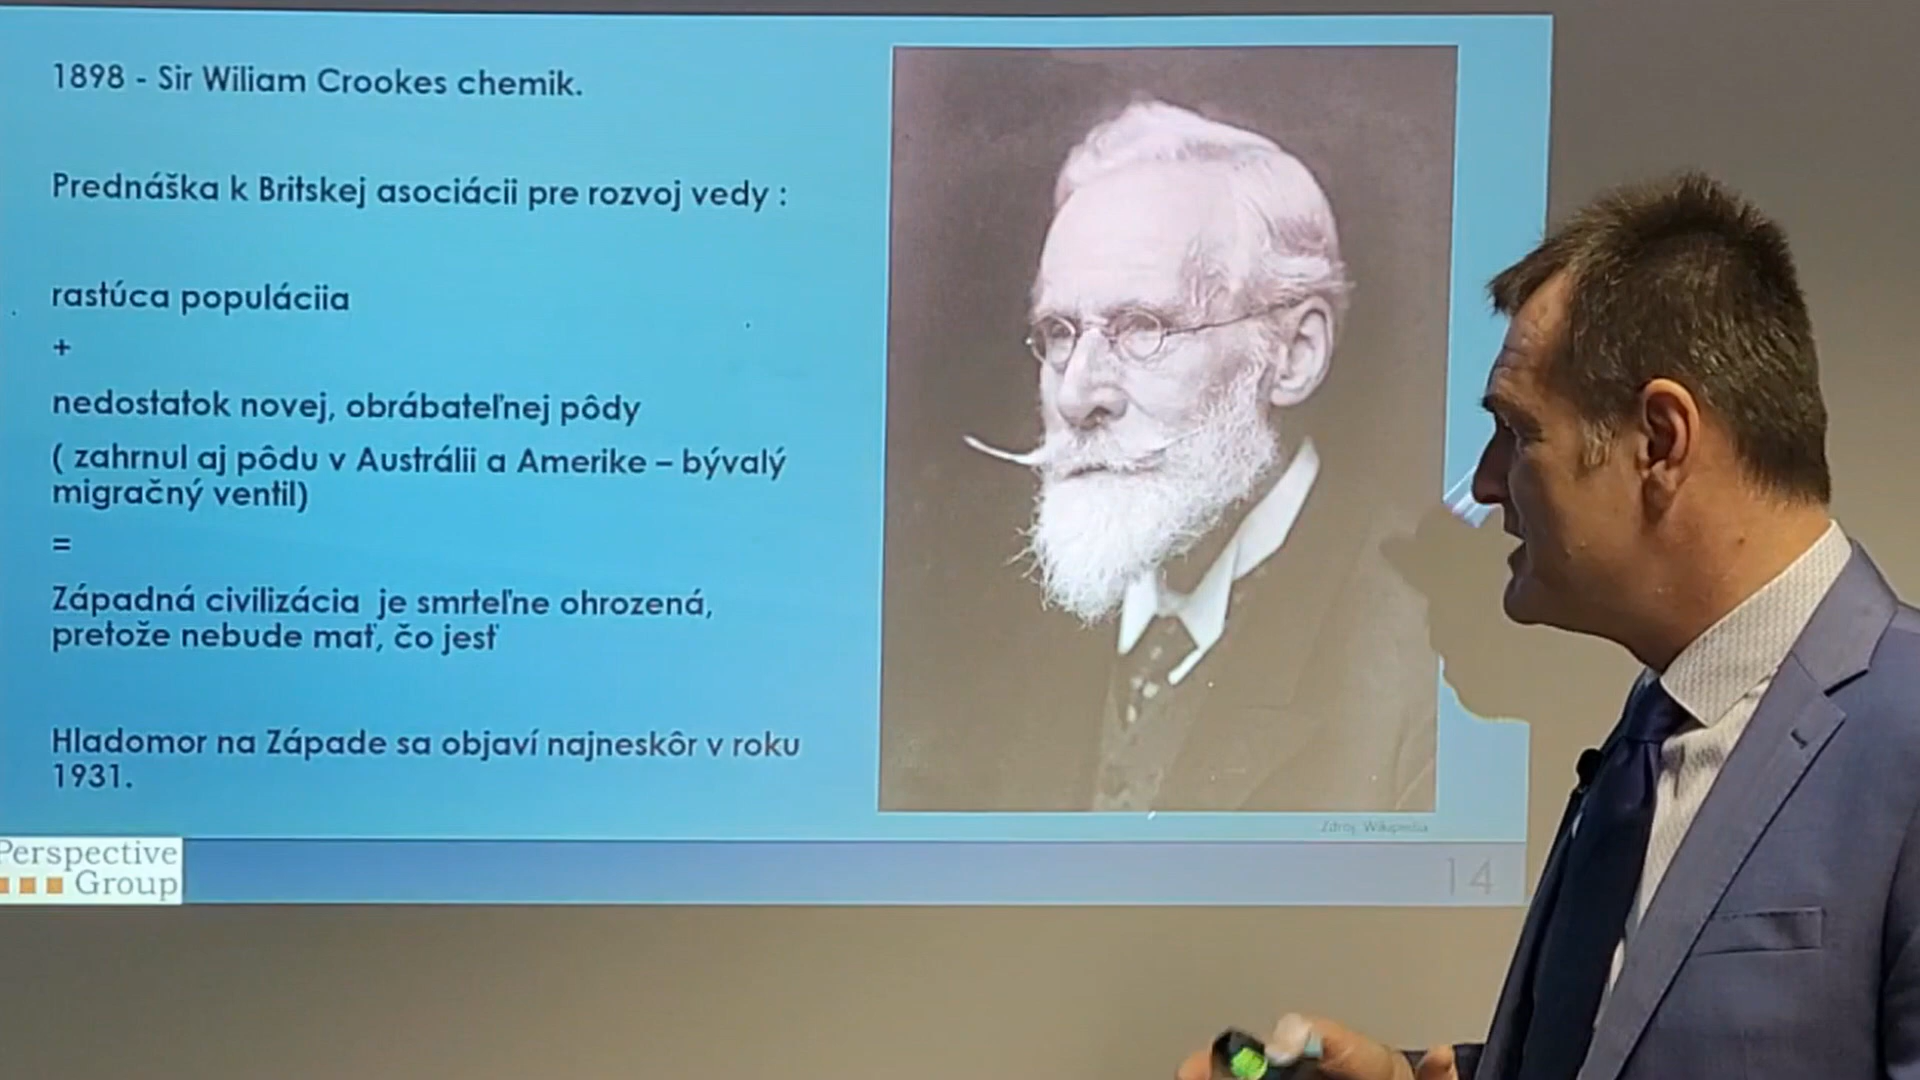 1898 - Sir Wiliam Crookes chemik.
Prednáška k Britskej asociácii pre rozvoj vedy :
rastúca populáciia
+
nedostatok novej, obrábateľnej pôdy
( zahrnul aj pôdu v Austrálii a Amerike – bývalý
migračný ventil)
=
Západná civilizácia je smrteľne ohrozená,
pretože nebude mať, čo jesť
Hladomor na Západe sa objaví najneskôr v roku
1931.
Zdroj: Wikipedia
Perspective
Group
14